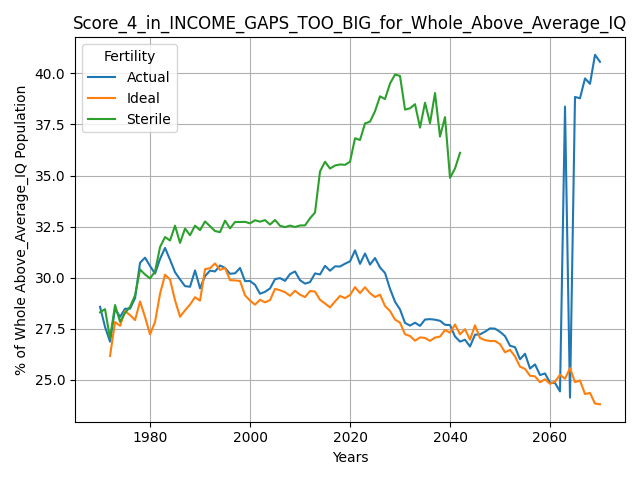 Score_4_in_INCOME_GAPS_TOO_BIG_for_Whole_Above_Average_IQ
Fertility
Actual
Ideal
Sterile
% of Whole Above_Average_IQ Population
40.0
37.5
35.0
32.5
30.0
27.5
25.0
1980
2000
2020
2040
2060
Years